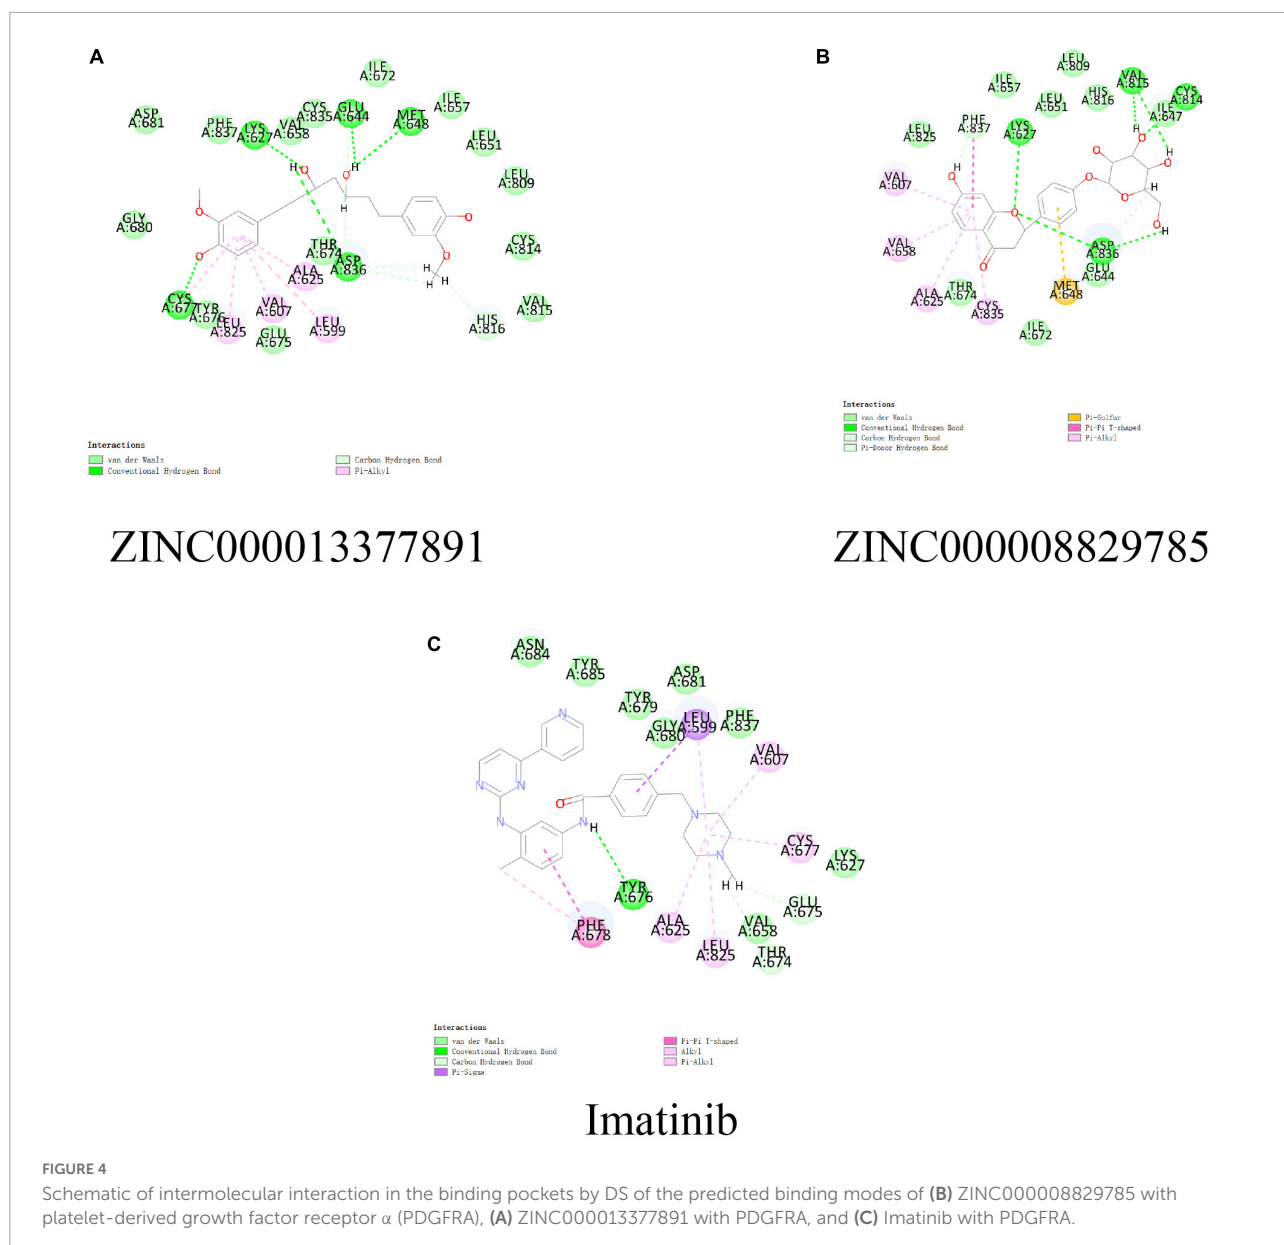 A
ILE
A:672
ASP
A:681
PHE
A:837
LYS
A:627
VAL
A:658
CYS
A:835
GLU
A:644
MET
A:648
ILE
A:657
LEU
A:651
LEU
A:809
GLY
A:680
H
O
O
H
H
O
O
O
O
H
H
H
THR
A:674
ASP
A:836
CYS
A:814
ALA
A:625
CYS
A:677
TYR
A:676
LEU
A:825
VAL
A:607
GLU
A:675
LEU
A:599
HIS
A:816
VAL
A:815
Interactions
van der Waals
Conventional Hydrogen Bond
Carbon Hydrogen Bond
Pi-Alkyl
ZINC000013377891
B
LEU
A:809
ILE
A:657
VAL
A:815
CYS
A:814
HIS
A:816
LEU
A:651
ILE
A:647
LEU
A:825
PHE
A:837
LYS
A:627
VAL
A:607
H
O
O
O
O
O
O
H
O
O
H
H
O
O
H
VAL
A:658
ASP
A:836
GLU
A:644
ALA
A:625
THR
A:674
CYS
A:835
MET
A:648
ILE
A:672
Interactions
van der Waals
Conventional Hydrogen Bond
Carbon Hydrogen Bond
Pi-Donor Hydrogen Bond
Pi-Sulfur
Pi-Pi T-shaped
Pi-Alkyl
ZINC000008829785
C
ASN
A:684
TYR
A:685
TYR
A:679
ASP
A:681
GLY
A:680
LEU
A:599
PHE
A:837
VAL
A:607
N
N
N
N
O
N
H
N
N
H H
CYS
A:677
LYS
A:627
TYR
A:676
PHE
A:678
ALA
A:625
LEU
A:825
VAL
A:658
GLU
A:675
THR
A:674
Interactions
van der Waals
Conventional Hydrogen Bond
Carbon Hydrogen Bond
Pi-Sigma
Pi-Pi T-shaped
Alkyl
Pi-Alkyl
Imatinib
FIGURE 4
Schematic of intermolecular interaction in the binding pockets by DS of the predicted binding modes of (B) ZINC000008829785 with
platelet-derived growth factor receptor α (PDGFRA), (A) ZINC000013377891 with PDGFRA, and (C) Imatinib with PDGFRA.